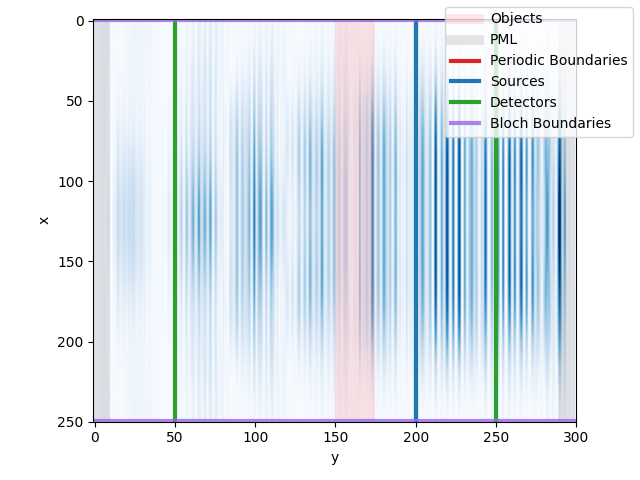 Objects
PML
Periodic Boundaries
Sources
Detectors
Bloch Boundaries
0
50
100
150
200
250
x
0
50
100
150
200
250
300
y